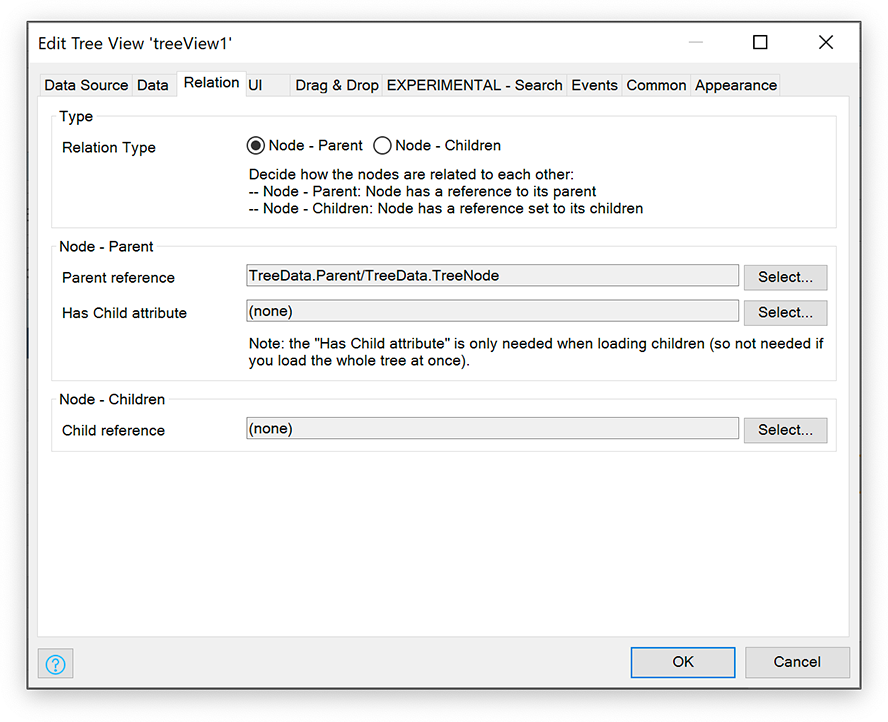 Edit Tree View 'treeView1'
Data Source Data Relation UI Drag & Drop EXPERIMENTAL - Search Events Common Appearance
Type
Relation Type Node - Parent Node - Children
Decide how the nodes are related to each other:
-- Node - Parent: Node has a reference to its parent
-- Node - Children: Node has a reference set to its children
Node - Parent
Parent reference TreeData.Parent/TreeData.TreeNode Select...
Has Child attribute (none) Select...
Note: the "Has Child attribute" is only needed when loading children (so not needed if
you load the whole tree at once).
Node - Children
Child reference (none) Select...
? OK Cancel